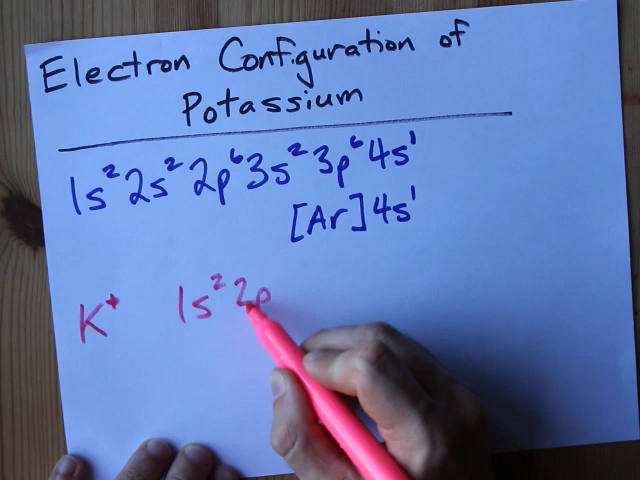 Electron Configuration of
Potassium
1s²2s²2p⁶3s²3p⁶4s¹
[Ar]4s¹
K⁺ 1s²2p